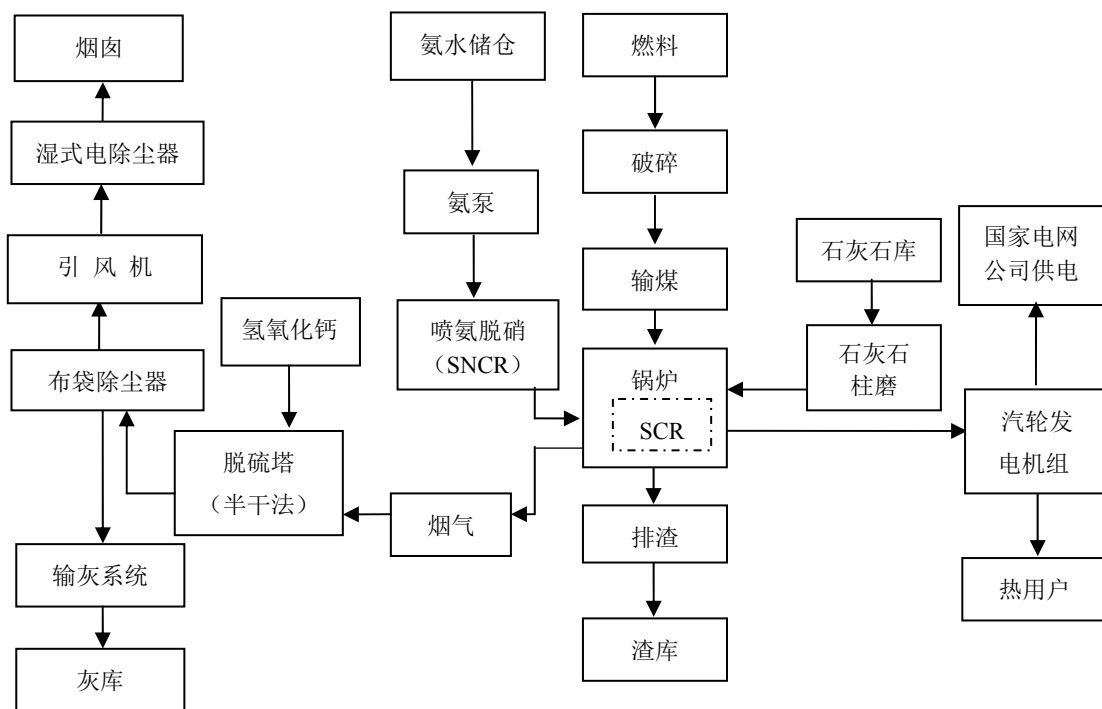 烟囱
氨水储仓
燃料
湿式电除尘器
破碎
氨泵
引 风 机
石灰石库
国家电网
公司供电
输煤
氢氧化钙
喷氨脱硝
（SNCR）
布袋除尘器
锅炉
SCR
石灰石
柱磨
汽轮发
电机组
脱硫塔
（半干法）
烟气
排渣
输灰系统
热用户
渣库
灰库